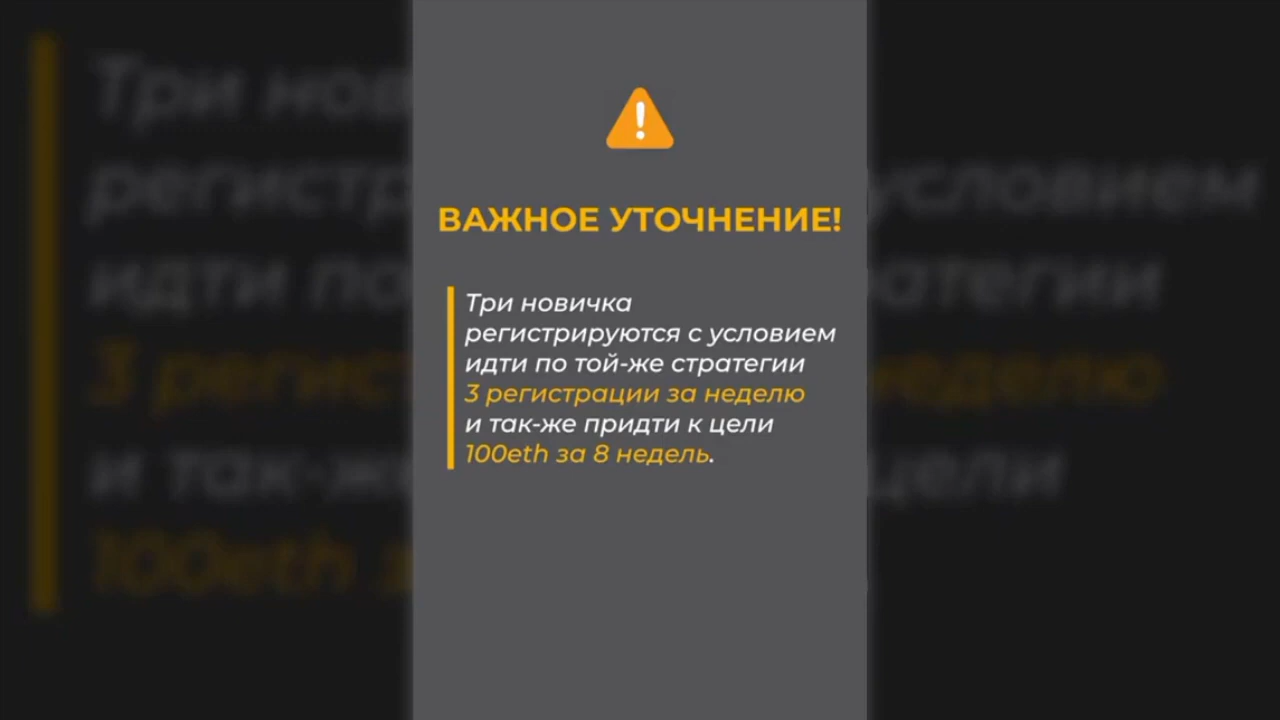 ВАЖНОЕ УТОЧНЕНИЕ!
Три новичка
регистрируются с условием
идти по той-же стратегии
3 регистрации за неделю
и так-же придти к цели
100eth за 8 недель.